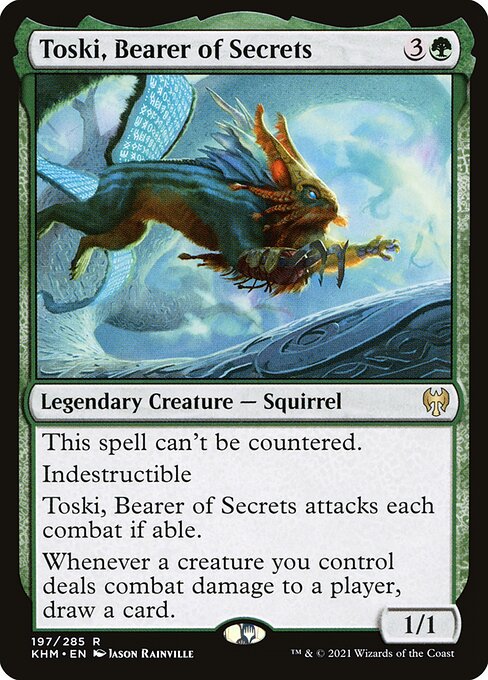 Toski, Bearer of Secrets 3
Legendary Creature — Squirrel
This spell can't be countered.
Indestructible
Toski, Bearer of Secrets attacks each
combat if able.
Whenever a creature you control
deals combat damage to a player,
draw a card.
1/1
197/285 R
KHM • EN Jason Rainville
™ & © 2021 Wizards of the Coast